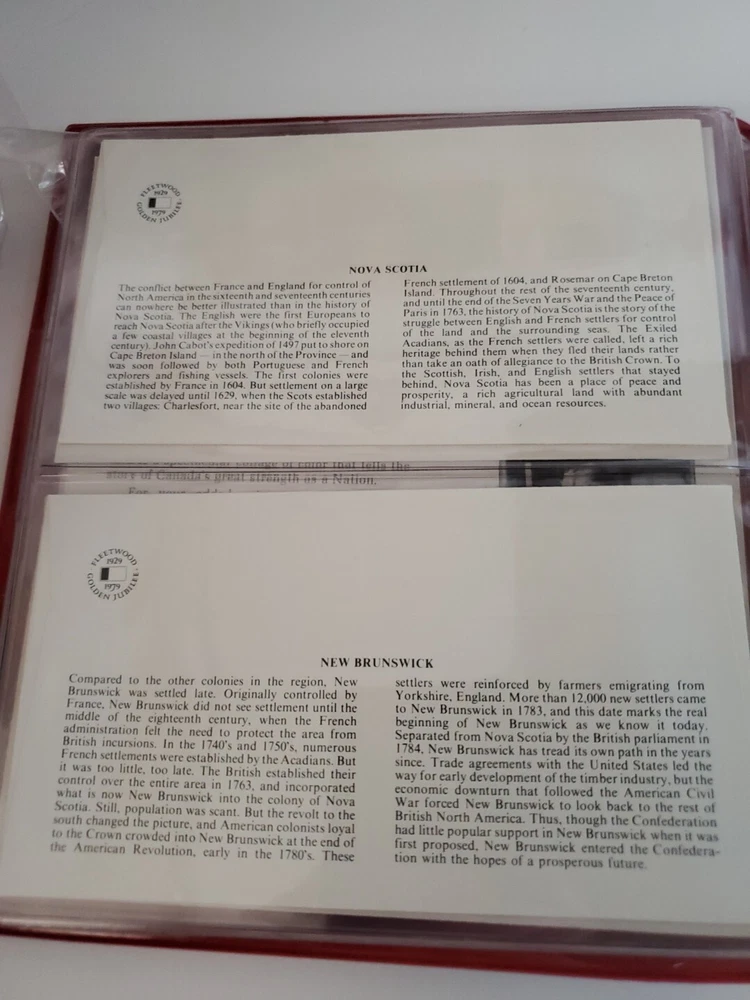 FLEETWOOD
1929
1979
GOLDEN JUBILEE
NOVA SCOTIA
The conflict between France and England for control of
North America in the sixteenth and seventeenth centuries
can nowhere be better illustrated than in the history of
Nova Scotia. The English were the first Europeans to
reach Nova Scotia after the Vikings (who briefly occupied
a few coastal villages at the beginning of the eleventh
century). John Cabot's expedition of 1497 put to shore on
Cape Breton Island — in the north of the Province — and
was soon followed by both Portuguese and French
explorers and fishing vessels. The first colonies were
established by France in 1604. But settlement on a large
scale was delayed until 1629, when the Scots established
two villages: Charlesfort, near the site of the abandoned
French settlement of 1604, and Rosemar on Cape Breton
Island. Throughout the rest of the seventeenth century,
and until the end of the Seven Years War and the Peace of
Paris in 1763, the history of Nova Scotia is the story of the
struggle between English and French settlers for control
of the land and the surrounding seas. The Exiled
Acadians, as the French settlers were called, left a rich
heritage behind them when they fled their lands rather
than take an oath of allegiance to the British Crown. To
the Scottish, Irish, and English settlers that stayed
behind, Nova Scotia has been a place of peace and
prosperity, a rich agricultural land with abundant
industrial, mineral, and ocean resources.
of color that tells the
story of Canada's great strength as a Nation.
For your added
FLEETWOOD
1929
1979
GOLDEN JUBILEE
NEW BRUNSWICK
Compared to the other colonies in the region, New
Brunswick was settled late. Originally controlled by
France, New Brunswick did not see settlement until the
middle of the eighteenth century, when the French
administration felt the need to protect the area from
British incursions. In the 1740's and 1750's, numerous
French settlements were established by the Acadians. But
it was too little, too late. The British established their
control over the entire area in 1763, and incorporated
what is now New Brunswick into the colony of Nova
Scotia. Still, population was scant. But the revolt to the
south changed the picture, and American colonists loyal
to the Crown crowded into New Brunswick at the end of
the American Revolution, early in the 1780's. These
settlers were reinforced by farmers emigrating from
Yorkshire, England. More than 12,000 new settlers came
to New Brunswick in 1783, and this date marks the real
beginning of New Brunswick as we know it today.
Separated from Nova Scotia by the British parliament in
1784, New Brunswick has tread its own path in the years
since. Trade agreements with the United States led the
way for early development of the timber industry, but the
economic downturn that followed the American Civil
War forced New Brunswick to look back to the rest of
British North America. Thus, though the Confederation
had little popular support in New Brunswick when it was
first proposed, New Brunswick entered the Confedera-
tion with the hopes of a prosperous future.